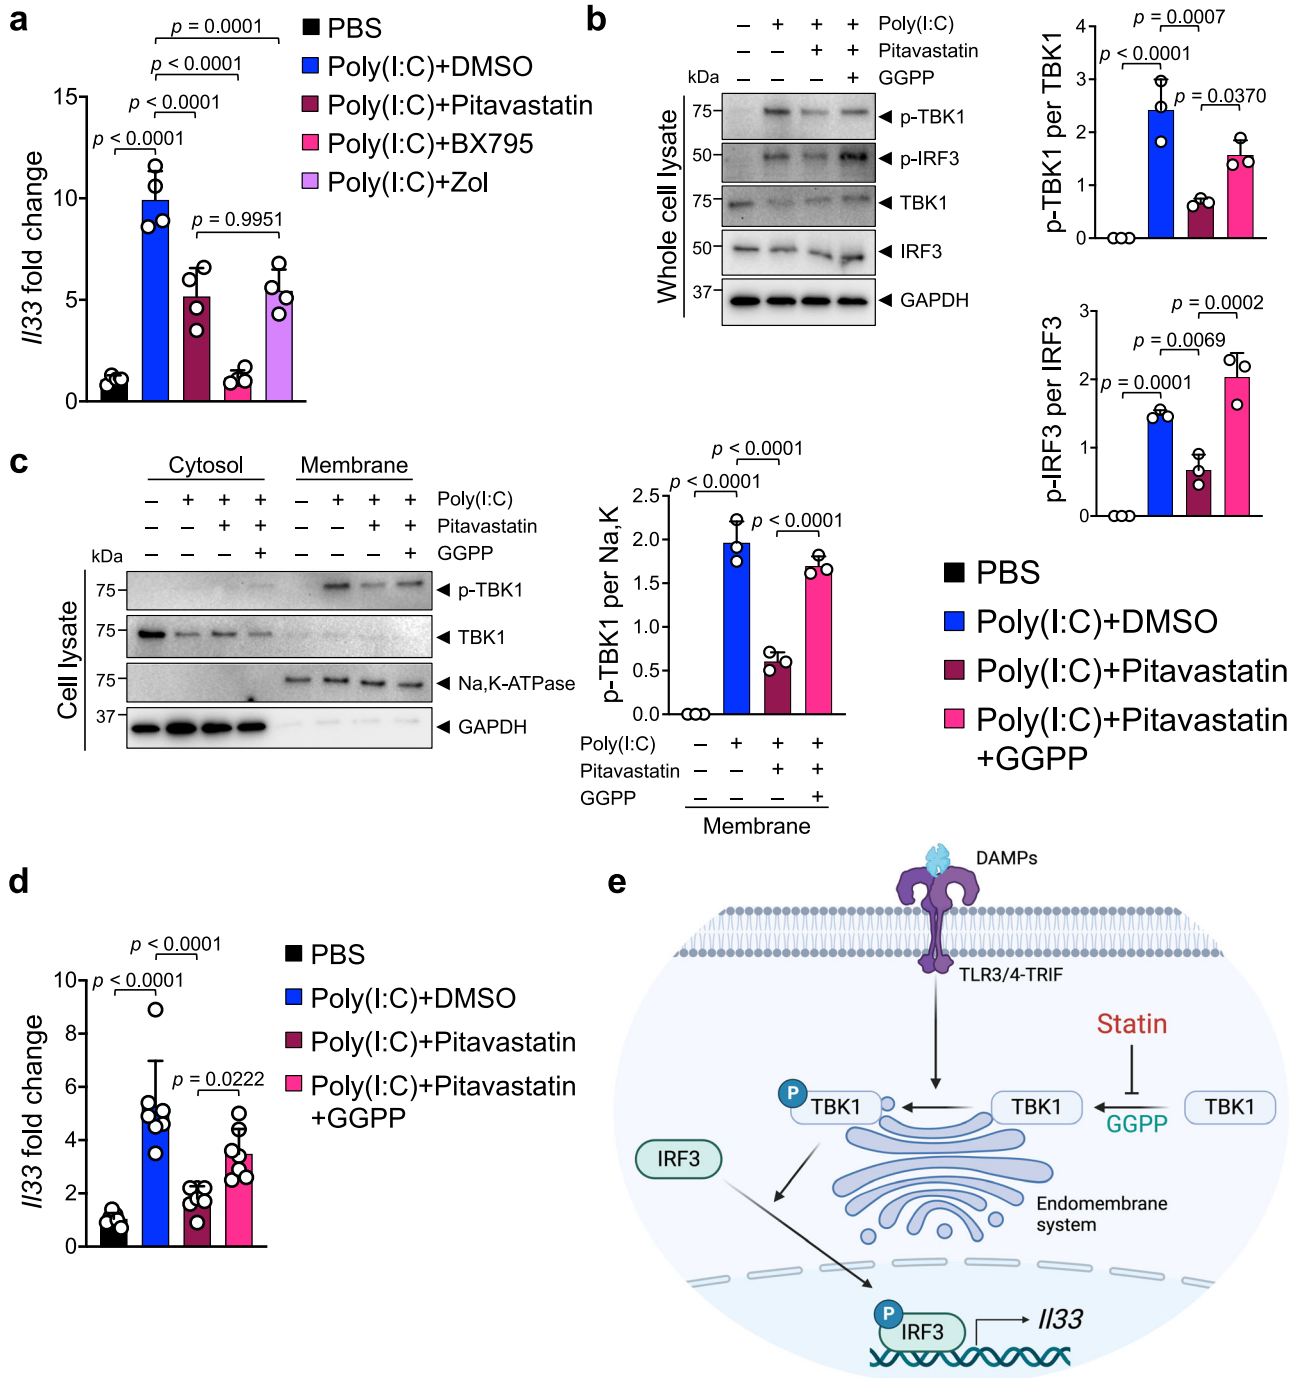 a
p = 0.0001
p < 0.0001
p < 0.0001
p < 0.0001
p = 0.9951
15
10
5
0
Il33 fold change
PBS
Poly(I:C)+DMSO
Poly(I:C)+Pitavastatin
Poly(I:C)+BX795
Poly(I:C)+Zol
b
– + + + Poly(I:C)
– – + + Pitavastatin
kDa – – – + GGPP
Whole cell lysate
75 p-TBK1
50 p-IRF3
75 TBK1
50 IRF3
37 GAPDH
p = 0.0007
p < 0.0001
p = 0.0370
4
3
2
1
0
p-TBK1 per TBK1
p = 0.0002
p = 0.0069
p = 0.0001
3
2
1
0
p-IRF3 per IRF3
c
Cytosol Membrane
– + + + – + + + Poly(I:C)
– – + + – – + + Pitavastatin
kDa – – – + – – – + GGPP
Cell lysate
75 p-TBK1
75 TBK1
75 Na,K-ATPase
37 GAPDH
p < 0.0001
p < 0.0001
p < 0.0001
2.5
2.0
1.5
1.0
0.5
0.0
p-TBK1 per Na,K
Poly(I:C) – + + +
Pitavastatin – – + +
GGPP – – – +
Membrane
PBS
Poly(I:C)+DMSO
Poly(I:C)+Pitavastatin
Poly(I:C)+Pitavastatin
+GGPP
d
p < 0.0001
p < 0.0001
p = 0.0222
10
8
6
4
2
0
Il33 fold change
PBS
Poly(I:C)+DMSO
Poly(I:C)+Pitavastatin
Poly(I:C)+Pitavastatin
+GGPP
e
DAMPs
TLR3/4-TRIF
Statin
P
TBK1
TBK1
TBK1
GGPP
IRF3
Endomembrane
system
P
IRF3
Il33